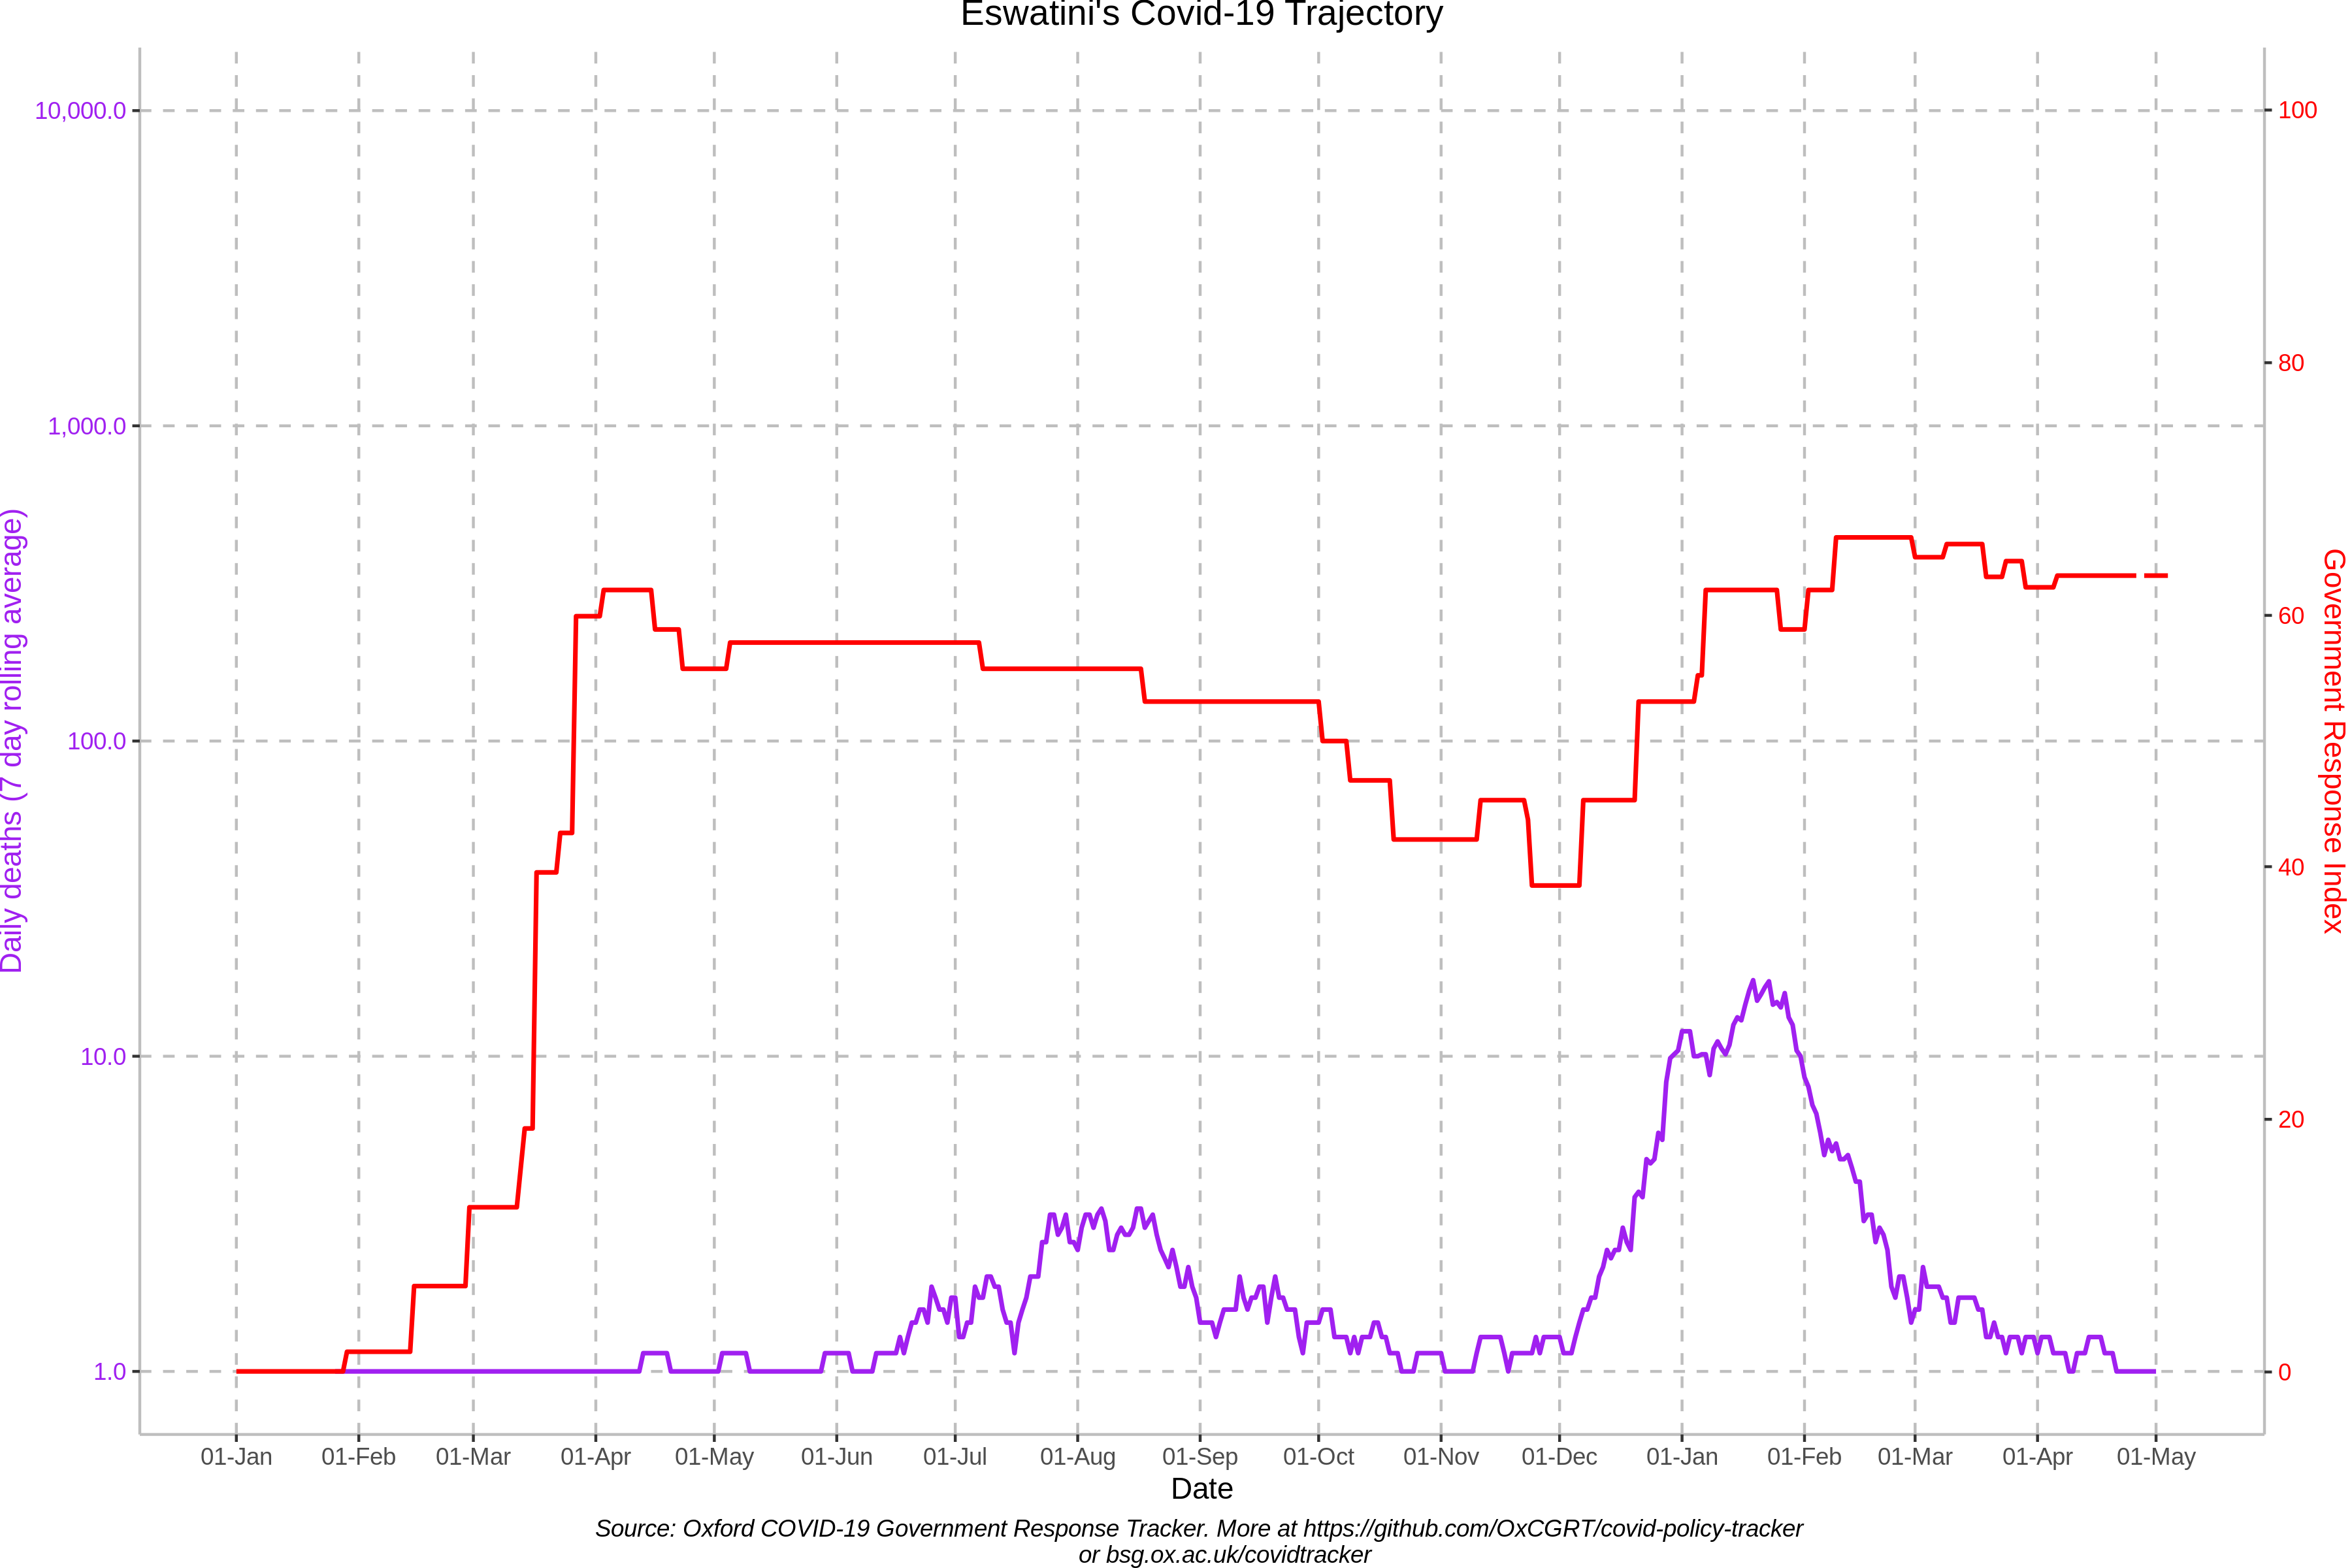 Eswatini's Covid-19 Trajectory
10,000.0
1,000.0
100.0
10.0
1.0
Daily deaths (7 day rolling average)
100
80
60
40
20
0
Government Response Index
01-Jan 01-Feb 01-Mar 01-Apr 01-May 01-Jun 01-Jul 01-Aug 01-Sep 01-Oct 01-Nov 01-Dec 01-Jan 01-Feb 01-Mar 01-Apr 01-May
Date
Source: Oxford COVID-19 Government Response Tracker. More at https://github.com/OxCGRT/covid-policy-tracker
or bsg.ox.ac.uk/covidtracker